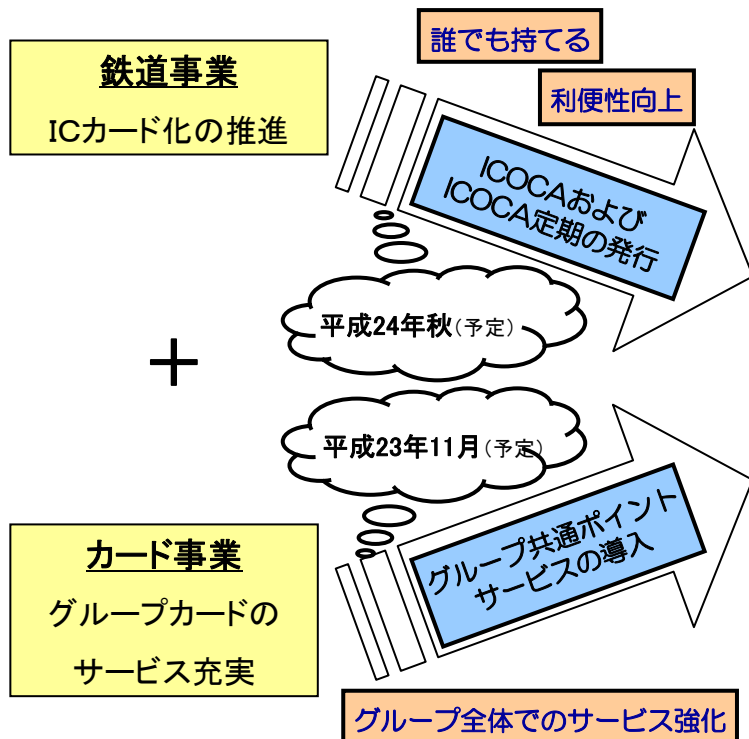 誰でも持てる
鉄道事業
ICカード化の推進
利便性向上
ICOCAおよび
ICOCA定期の発行
平成24年秋(予定)
+
平成23年11月(予定)
カード事業
グループカードの
サービス充実
グループ共通ポイント
サービスの導入
グループ全体でのサービス強化